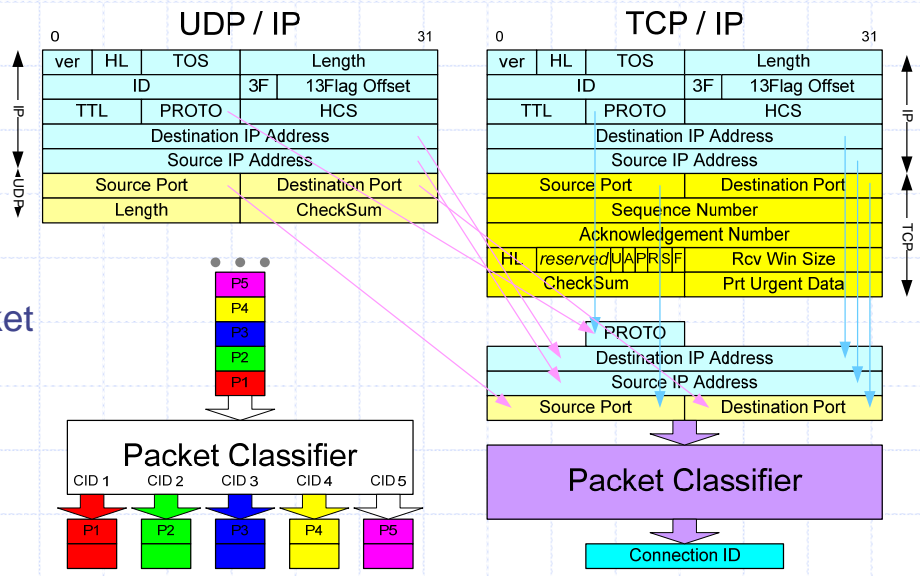 UDP / IP
0 31
ver HL TOS Length
ID 3F 13Flag Offset
TTL PROTO HCS
Destination IP Address
Source IP Address
Source Port Destination Port
Length CheckSum
IP
UDP
P5
P4
P3
P2
P1
Packet Classifier
CID 1 CID 2 CID 3 CID 4 CID 5
P1 P2 P3 P4 P5
ket
TCP / IP
0 31
ver HL TOS Length
ID 3F 13Flag Offset
TTL PROTO HCS
Destination IP Address
Source IP Address
Source Port Destination Port
Sequence Number
Acknowledgement Number
HL reserved U A P R S F Rcv Win Size
CheckSum Prt Urgent Data
IP
TCP
PROTO
Destination IP Address
Source IP Address
Source Port Destination Port
Packet Classifier
Connection ID